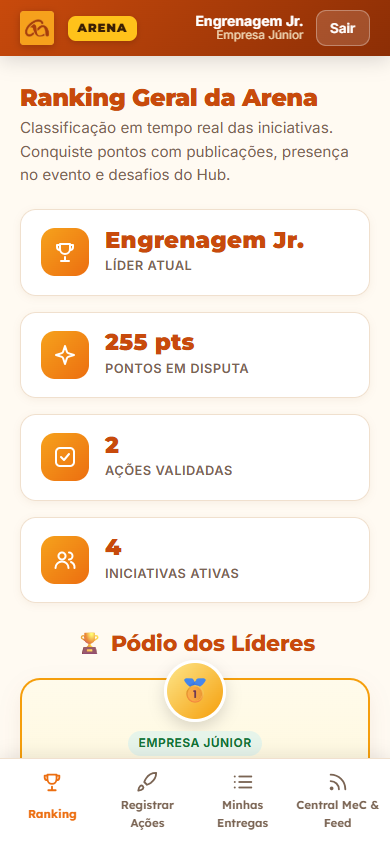 ARENA
Engrenagem Jr.
Empresa Júnior
Sair
Ranking Geral da Arena
Classificação em tempo real das iniciativas.
Conquiste pontos com publicações, presença
no evento e desafios do Hub.
Engrenagem Jr.
LÍDER ATUAL
255 pts
PONTOS EM DISPUTA
2
AÇÕES VALIDADAS
4
INICIATIVAS ATIVAS
🏆 Pódio dos Líderes
1
EMPRESA JÚNIOR
Ranking
Registrar
Ações
Minhas
Entregas
Central MeC &
Feed